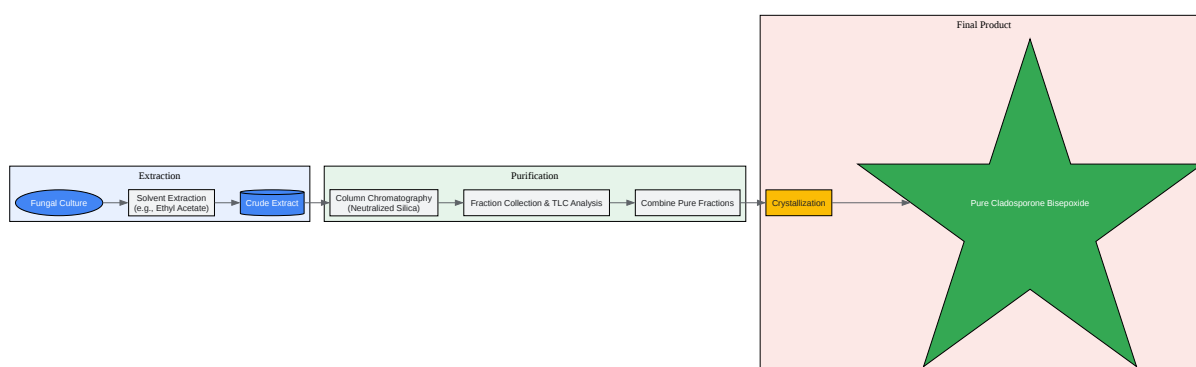 Final Product
Extraction
Purification
Fungal Culture
Solvent Extraction
(e.g., Ethyl Acetate)
Crude Extract
Column Chromatography
(Neutralized Silica)
Fraction Collection & TLC Analysis
Combine Pure Fractions
Crystallization
Pure Cladosporone Bisepoxide